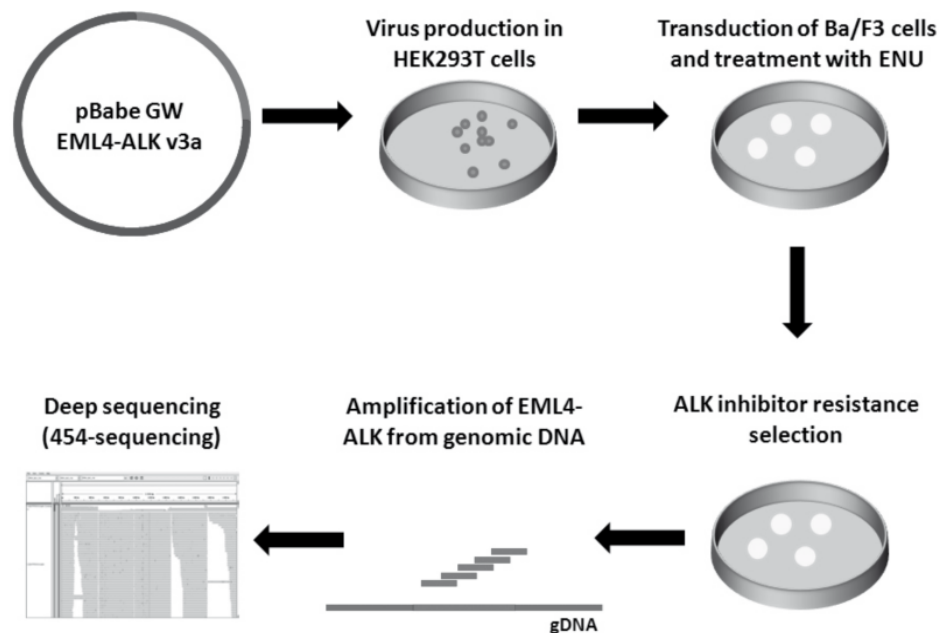 pBabe GW
EML4-ALK v3a
Virus production in
HEK293T cells
Transduction of Ba/F3 cells
and treatment with ENU
ALK inhibitor resistance
selection
Amplification of EML4-
ALK from genomic DNA
gDNA
Deep sequencing
(454-sequencing)